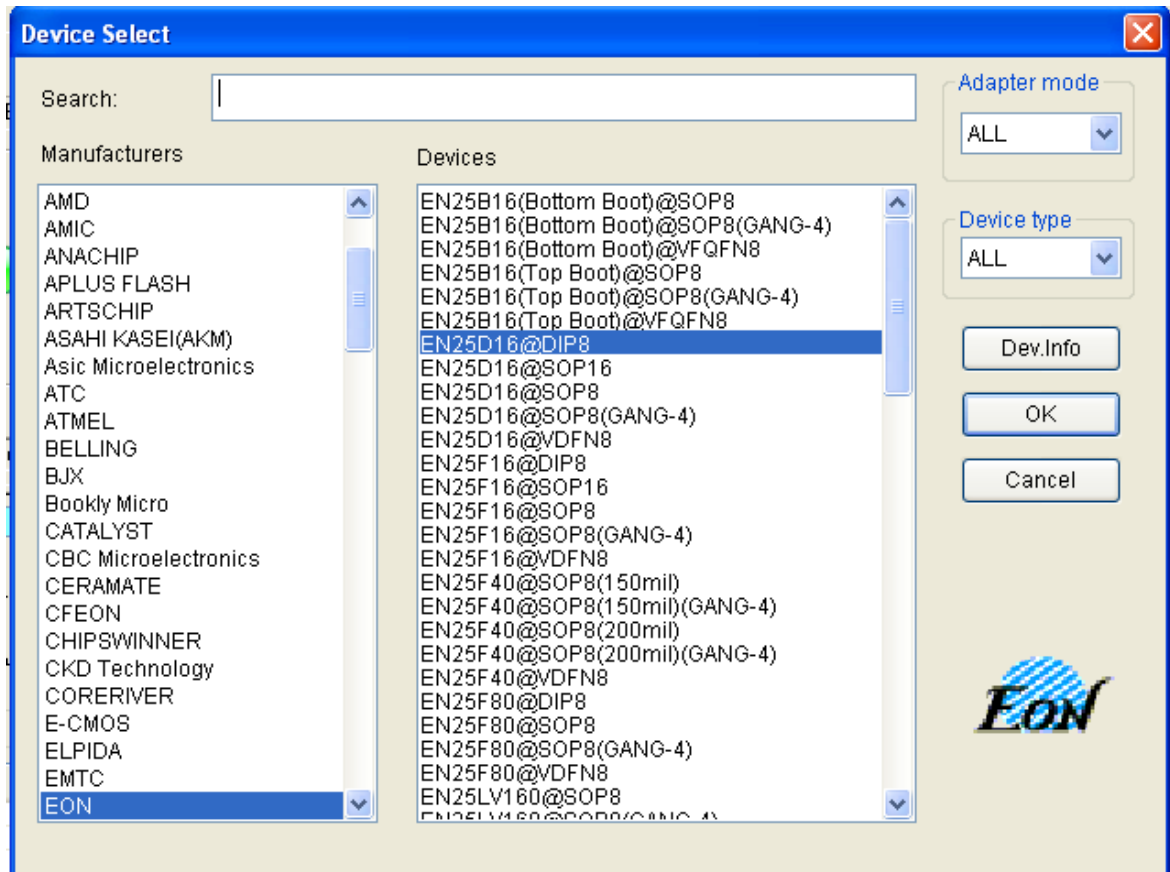 Device Select
Search:
Adapter mode
ALL
Manufacturers
Devices
AMD
AMIC
ANACHIP
APLUS FLASH
ARTSCHIP
ASAHI KASEI(AKM)
Asic Microelectronics
ATC
ATMEL
BELLING
BJX
Bookly Micro
CATALYST
CBC Microelectronics
CERAMATE
CFEON
CHIPSWINNER
CKD Technology
CORERIVER
E-CMOS
ELPIDA
EMTC
EON
EN25B16(Bottom Boot)@SOP8
EN25B16(Bottom Boot)@SOP8(GANG-4)
EN25B16(Bottom Boot)@VFQFN8
EN25B16(Top Boot)@SOP8
EN25B16(Top Boot)@SOP8(GANG-4)
EN25B16(Top Boot)@VFQFN8
EN25D16@DIP8
EN25D16@SOP16
EN25D16@SOP8
EN25D16@SOP8(GANG-4)
EN25D16@VDFN8
EN25F16@DIP8
EN25F16@SOP16
EN25F16@SOP8
EN25F16@SOP8(GANG-4)
EN25F16@VDFN8
EN25F40@SOP8(150mil)
EN25F40@SOP8(150mil)(GANG-4)
EN25F40@SOP8(200mil)
EN25F40@SOP8(200mil)(GANG-4)
EN25F40@VDFN8
EN25F80@DIP8
EN25F80@SOP8
EN25F80@SOP8(GANG-4)
EN25F80@VDFN8
EN25LV160@SOP8
Device type
ALL
Dev.Info
OK
Cancel
EON